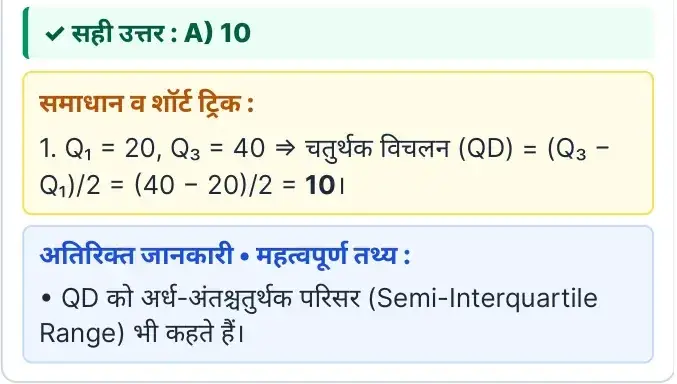 ✓ सही उत्तर : A) 10
समाधान व शॉर्ट ट्रिक :
1. Q₁ = 20, Q₃ = 40 ⇒ चतुर्थक विचलन (QD) = (Q₃ −
Q₁)/2 = (40 − 20)/2 = 10।
अतिरिक्त जानकारी • महत्वपूर्ण तथ्य :
• QD को अर्ध-अंतश्चतुर्थक परिसर (Semi-Interquartile
Range) भी कहते हैं।